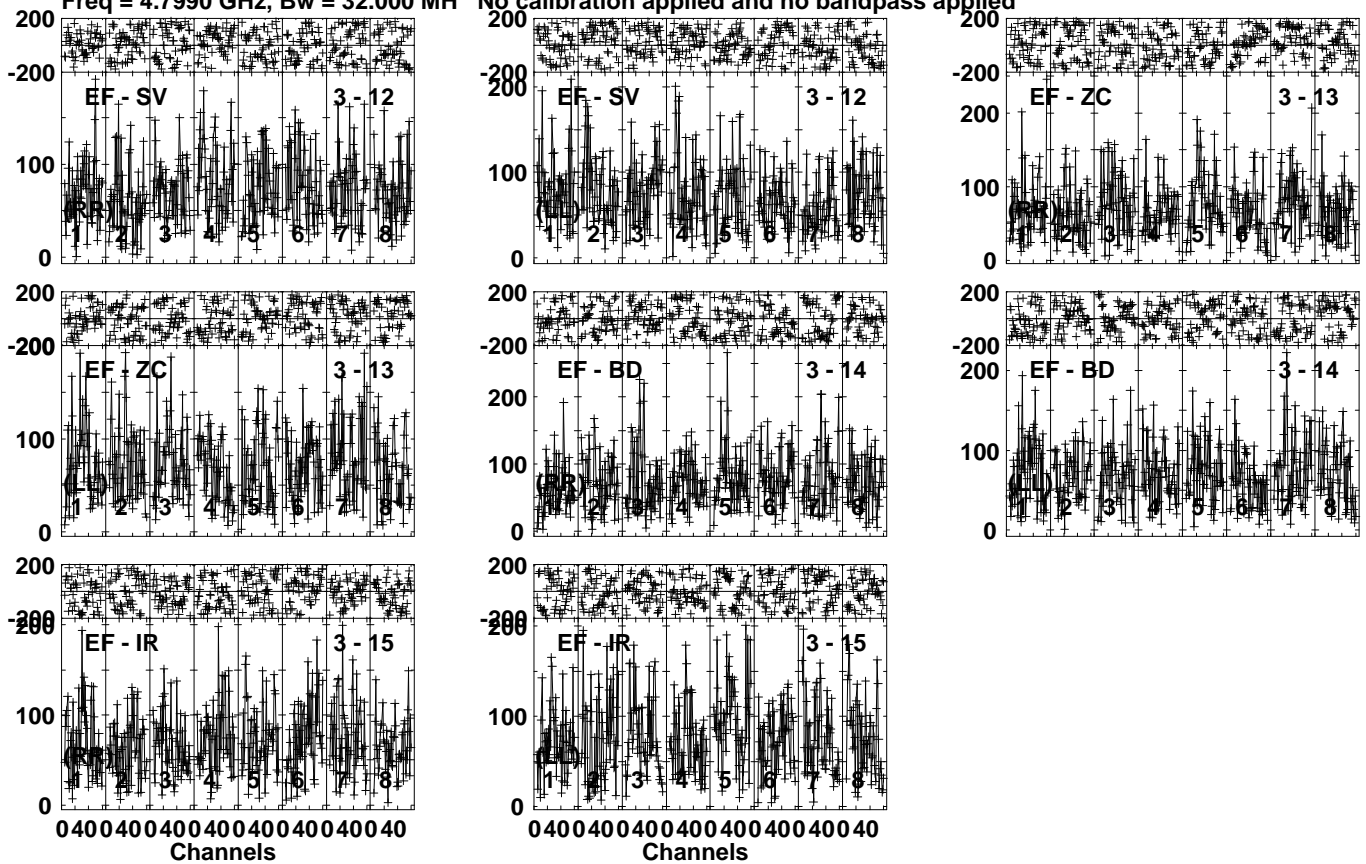 Freq = 4.7990 GHz, Bw = 32.000 MH No calibration applied and no bandpass applied
200
-200
EF - SV 3 - 12
100
(RR)
1 2 3 4 5 6 7 8
0
200
-200
200
EF - SV 3 - 12
100
(LL)
1 2 3 4 5 6 7 8
0
200
-200
EF - ZC 3 - 13
200
100
(RR)
1 2 3 4 5 6 7 8
0
200
-200
200
EF - ZC 3 - 13
100
(LL)
1 2 3 4 5 6 7 8
0
200
-200
EF - BD 3 - 14
200
100
(RR)
1 2 3 4 5 6 7 8
0
200
-200
EF - BD 3 - 14
200
100
(LL)
1 2 3 4 5 6 7 8
0
200
-200
200
EF - IR 3 - 15
100
(RR)
1 2 3 4 5 6 7 8
0
0 40 0 40 0 40 0 40 0 40 0 40 0 40 0 40
Channels
200
-200
200
EF - IR 3 - 15
100
(LL)
1 2 3 4 5 6 7 8
0
0 40 0 40 0 40 0 40 0 40 0 40 0 40 0 40
Channels